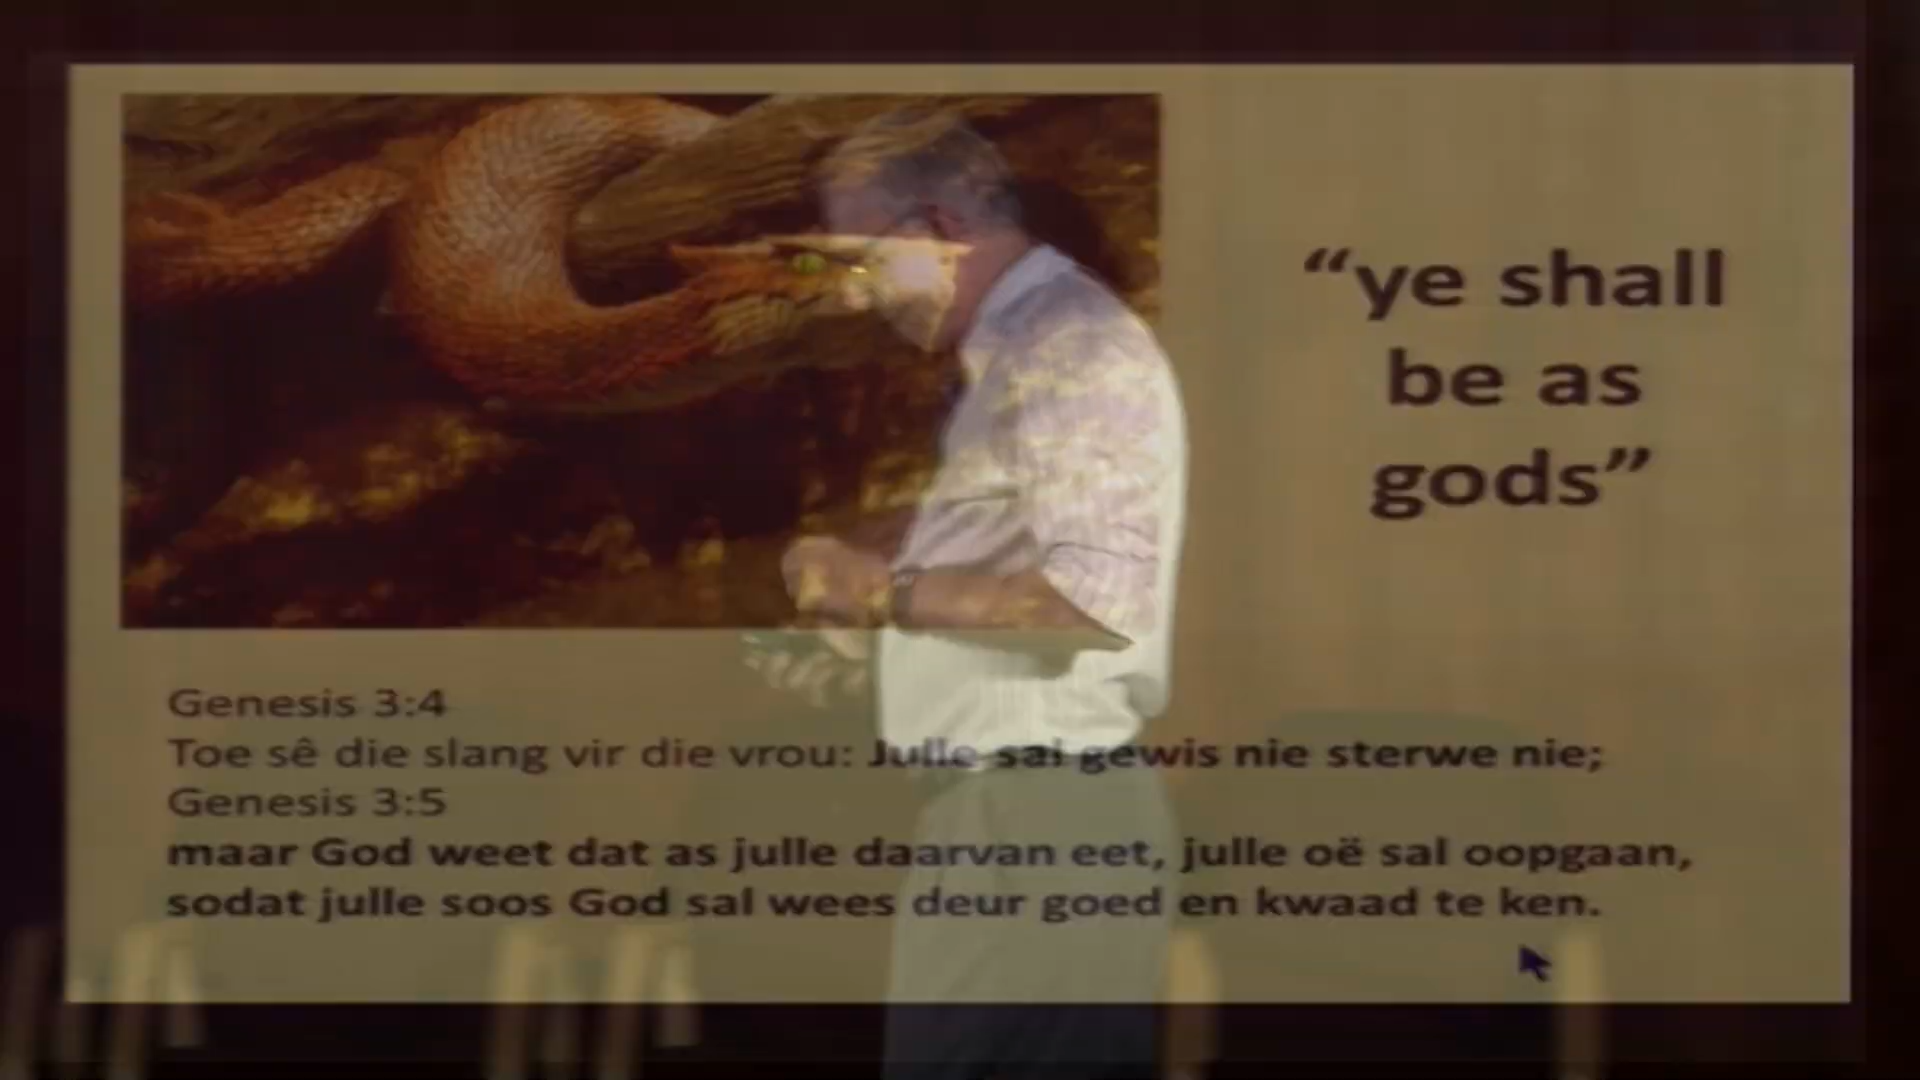 “ye shall
be as
gods”
Genesis 3:4
Toe sê die slang vir die vrou: Julle sal gewis nie sterwe nie;
Genesis 3:5
maar God weet dat as julle daarvan eet, julle oë sal oopgaan,
sodat julle soos God sal wees deur goed en kwaad te ken.